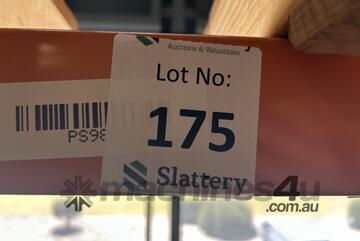 Auctions & Valuations
Lot No:
175
PS98
Slattery
machines4u
.com.au